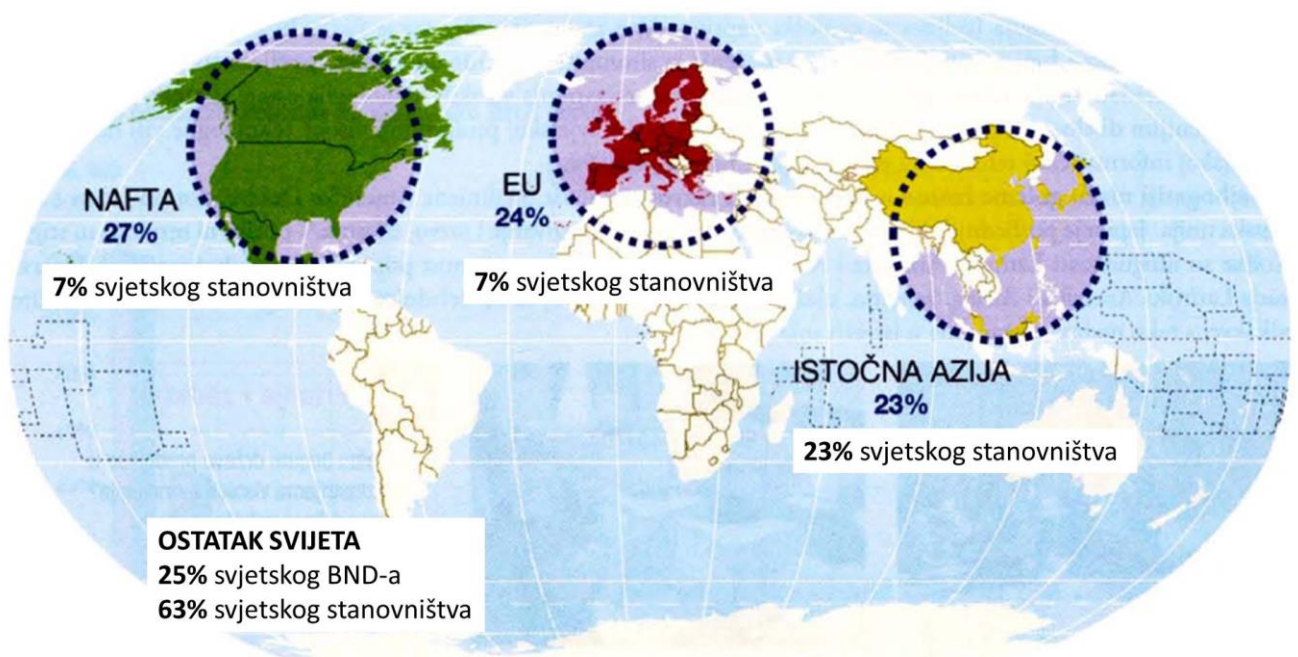 NAFTA
27%
7% svjetskog stanovništva
EU
24%
7% svjetskog stanovništva
ISTOČNA AZIJA
23%
23% svjetskog stanovništva
OSTATAK SVIJETA
25% svjetskog BND-a
63% svjetskog stanovništva